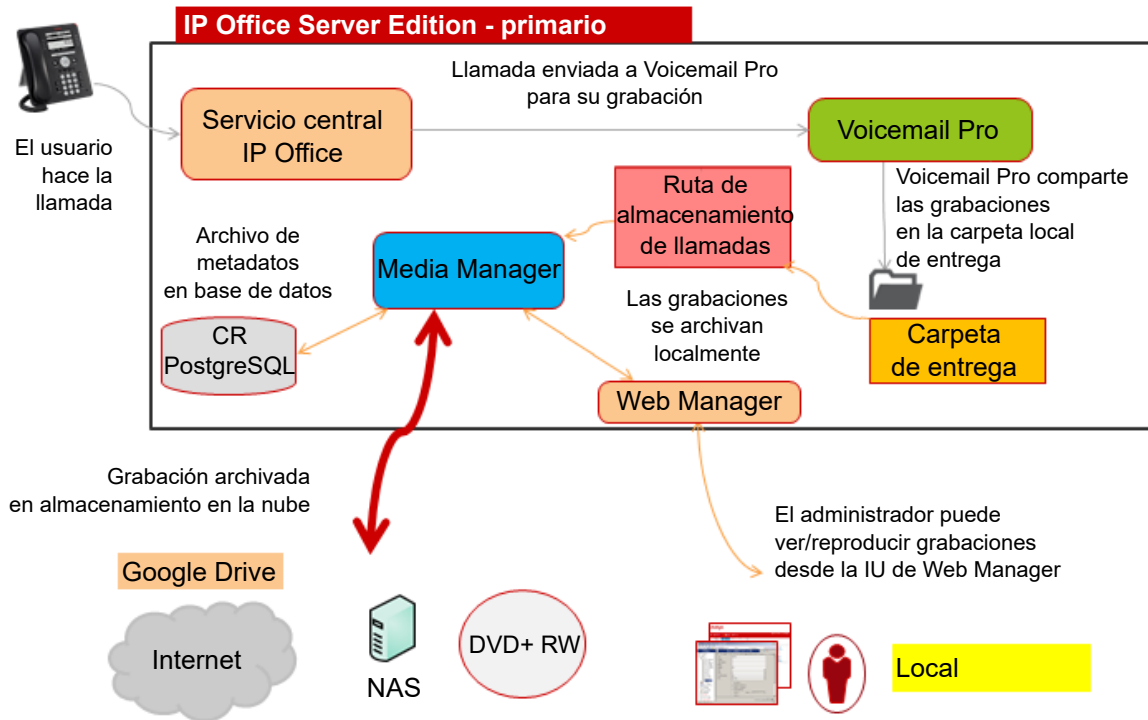 IP Office Server Edition - primario
Llamada enviada a Voicemail Pro
para su grabación
Servicio central
IP Office
Voicemail Pro
El usuario
hace la
llamada
Ruta de
almacenamiento
de llamadas
Voicemail Pro comparte
las grabaciones
en la carpeta local
de entrega
Archivo de
metadatos
en base de datos
Media Manager
Las grabaciones
se archivan
localmente
CR
PostgreSQL
Carpeta
de entrega
Web Manager
Grabación archivada
en almacenamiento en la nube
El administrador puede
ver/reproducir grabaciones
desde la IU de Web Manager
Google Drive
Internet
NAS
DVD+ RW
Local